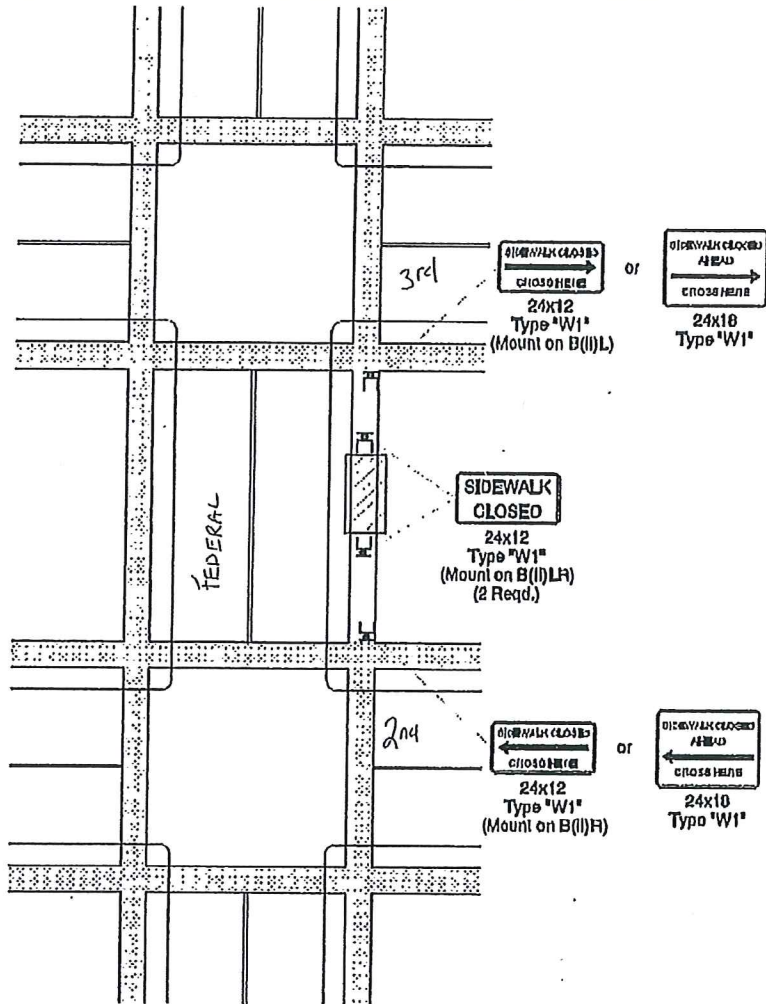 3rd
SIDEWALK CLOSED
CROSS HERE
24x12
Type "W1"
(Mount on B(II)L)
or
SIDEWALK CLOSED
AHEAD
CROSS HERE
24x18
Type "W1"
FEDERAL
SIDEWALK
CLOSED
24x12
Type "W1"
(Mount on B(II)LR)
(2 Reqd.)
2nd
SIDEWALK CLOSED
CROSS HERE
24x12
Type "W1"
(Mount on B(II)R)
or
SIDEWALK CLOSED
AHEAD
CROSS HERE
24x18
Type "W1"